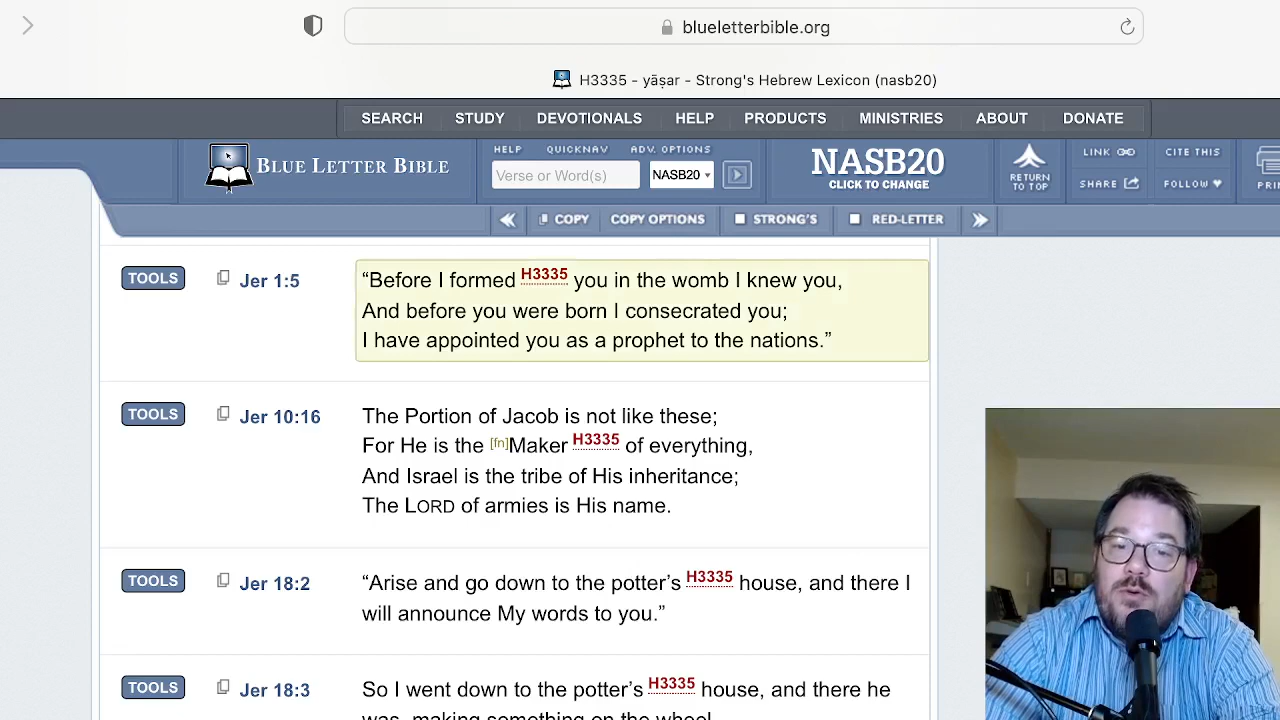 blueletterbible.org
H3335 - yāṣar - Strong's Hebrew Lexicon (nasb20)
SEARCH STUDY DEVOTIONALS HELP PRODUCTS MINISTRIES ABOUT DONATE
BLUE LETTER BIBLE
HELP QUICKNAV ADV. OPTIONS
Verse or Word(s) NASB20
NASB20
CLICK TO CHANGE
RETURN
TO TOP
LINK CITE THIS
SHARE FOLLOW
COPY COPY OPTIONS STRONG'S RED-LETTER
TOOLS Jer 1:5 “Before I formed H3335 you in the womb I knew you,
And before you were born I consecrated you;
I have appointed you as a prophet to the nations.”
TOOLS Jer 10:16 The Portion of Jacob is not like these;
For He is the [fn]Maker H3335 of everything,
And Israel is the tribe of His inheritance;
The LORD of armies is His name.
TOOLS Jer 18:2 “Arise and go down to the potter’s H3335 house, and there I
will announce My words to you.”
TOOLS Jer 18:3 So I went down to the potter’s H3335 house, and there he
was, making something on the wheel.